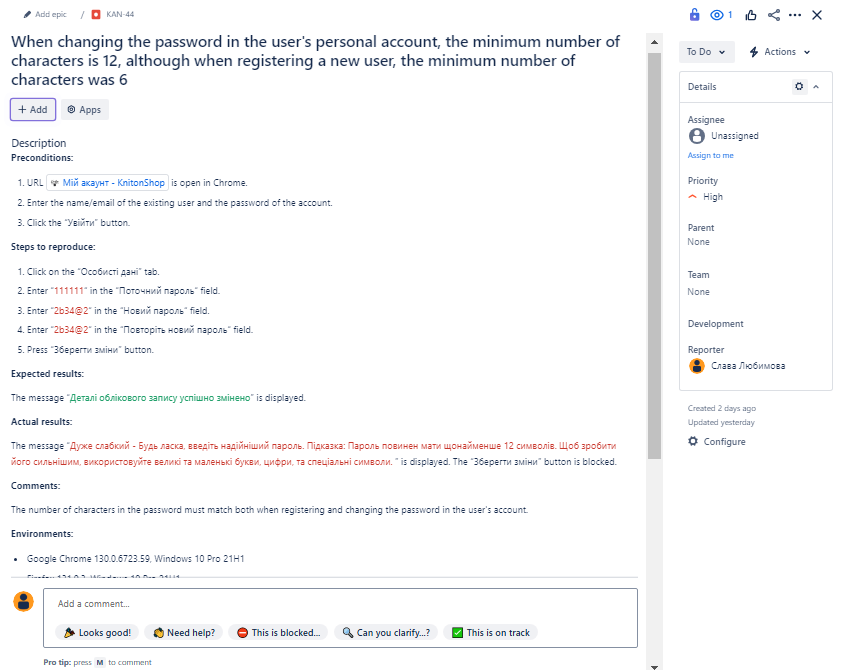 Add epic / KAN-44
1
When changing the password in the user's personal account, the minimum number of
characters is 12, although when registering a new user, the minimum number of
characters was 6
+ Add
Apps
Description
Preconditions:
1. URL Мій акаунт - KnitonShop is open in Chrome.
2. Enter the name/email of the existing user and the password of the account.
3. Click the "Увійти" button.
Steps to reproduce:
1. Click on the "Особисті дані" tab.
2. Enter "111111" in the "Поточний пароль" field.
3. Enter "2b34@2" in the "Новий пароль" field.
4. Enter "2b34@2" in the "Повторіть новий пароль" field.
5. Press "Зберегти зміни" button.
Expected results:
The message "Деталі облікового запису успішно змінено" is displayed.
Actual results:
The message "Дуже слабкий - Будь ласка, введіть надійніший пароль. Підказка: Пароль повинен мати щонайменше 12 символів. Щоб зробити
його сильнішим, використовуйте великі та маленькі букви, цифри, та спеціальні символи. " is displayed. The "Зберегти зміни" button is blocked.
Comments:
The number of characters in the password must match both when registering and changing the password in the user's account.
Environments:
• Google Chrome 130.0.6723.59, Windows 10 Pro 21H1
Add a comment...
Looks good!
Need help?
This is blocked...
Can you clarify...?
This is on track
Pro tip: press M to comment
To Do
Actions
Details
Assignee
Unassigned
Assign to me
Priority
High
Parent
None
Team
None
Development
Reporter
Слава Любимова
Created 2 days ago
Updated yesterday
Configure